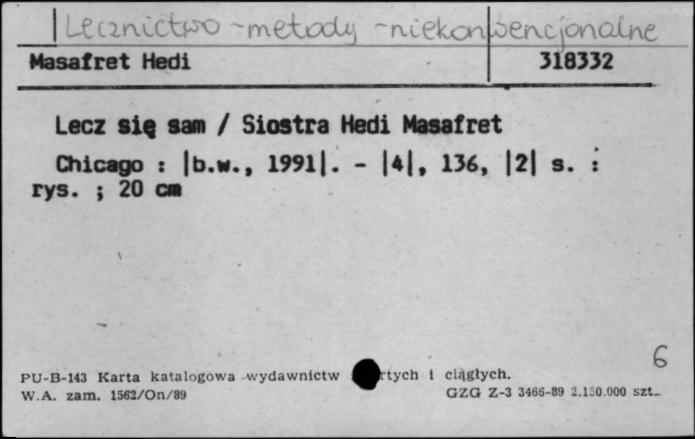 Lecznictwo - metody - niekonwencjonalne
Masafret Hedi 318332
Lecz się sam / Siostra Hedi Masafret
Chicago : |b.w., 1991|. - |4|, 136, |2| s. :
rys. ; 20 cm
6
PU-B-143 Karta katalogowa wydawnictw rtych i ciągłych.
W.A. zam. 1562/On/89 GZG Z-3 3466-89 2.150.000 szt.